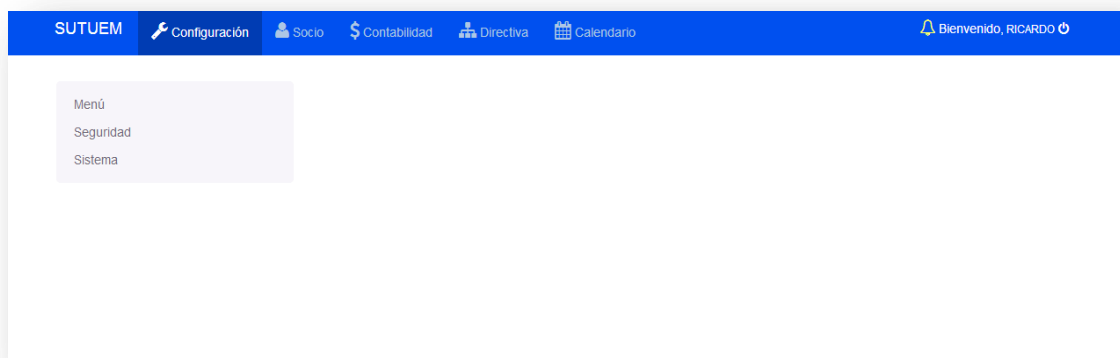 SUTUEM Configuración Socio Contabilidad Directiva Calendario Bienvenido, RICARDO
Menú
Seguridad
Sistema